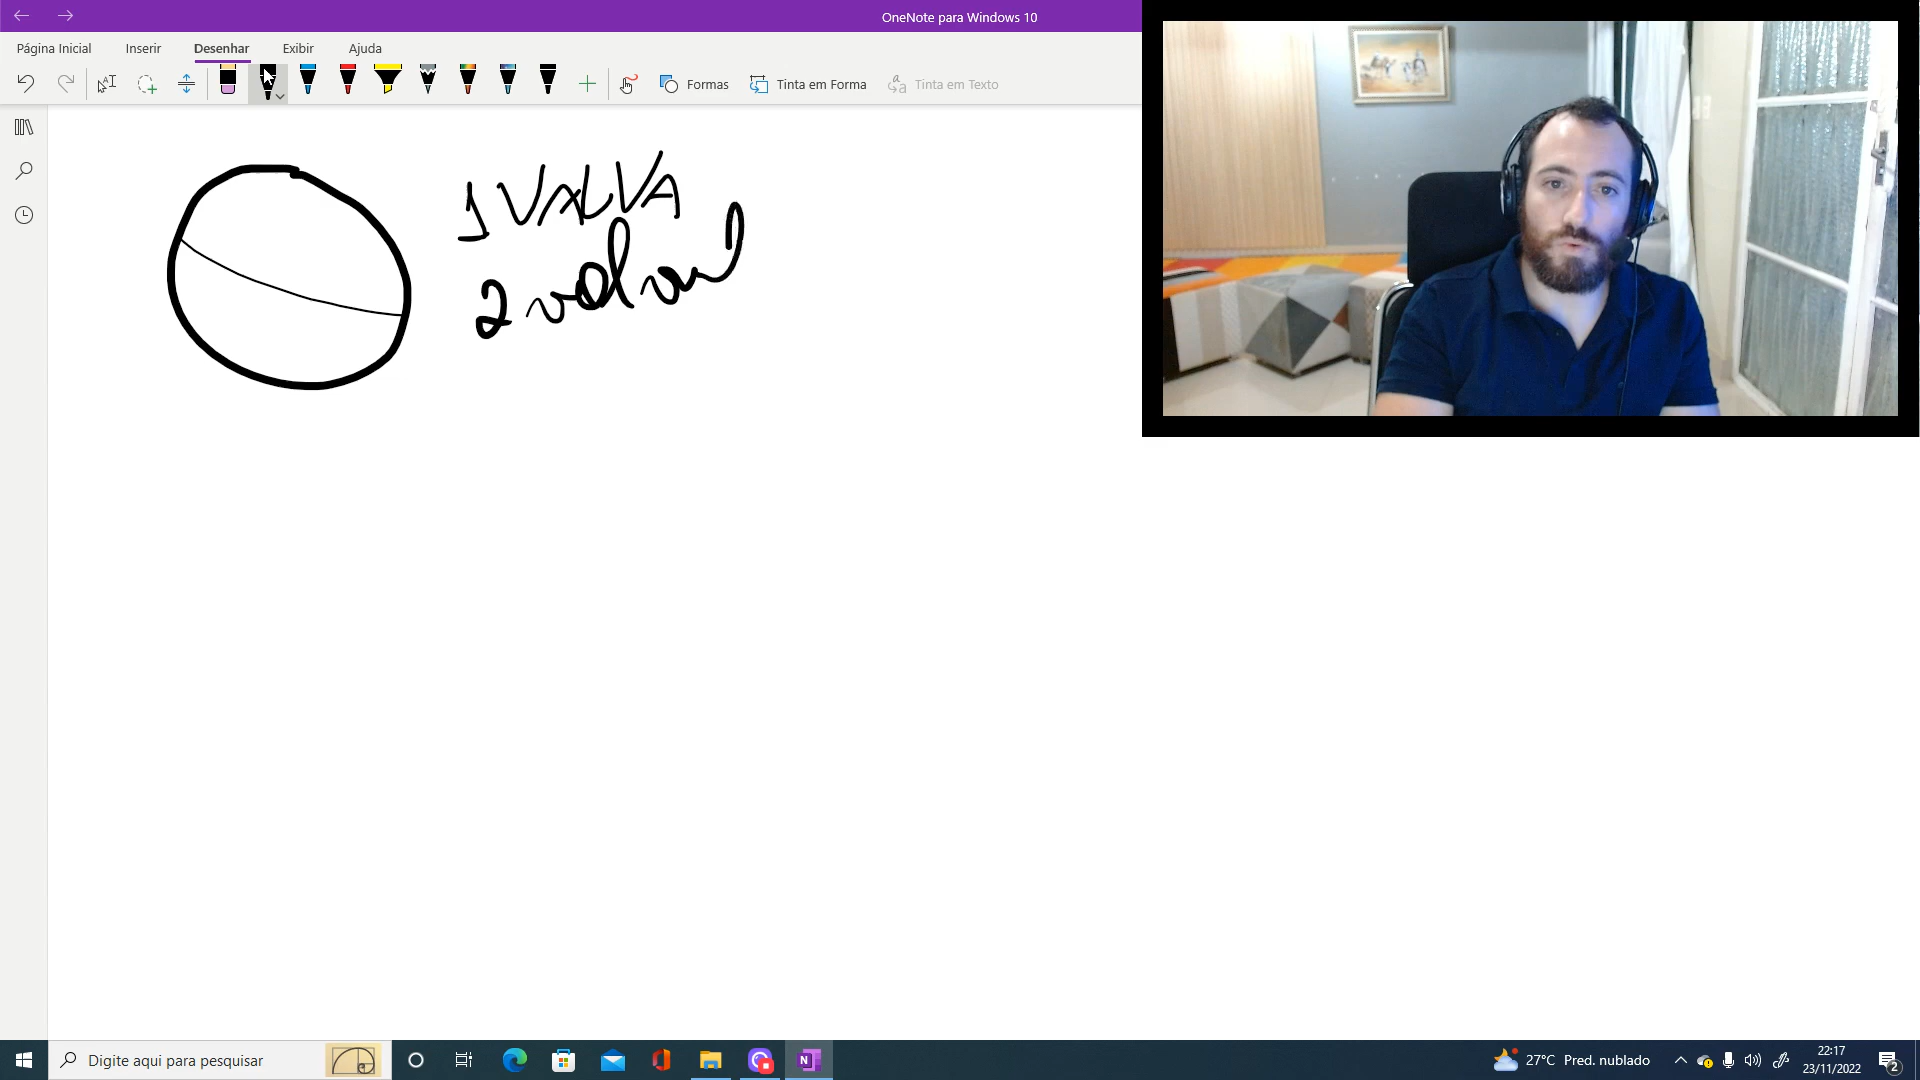 OneNote para Windows 10
Página Inicial Inserir Desenhar Exibir Ajuda
Formas Tinta em Forma Tinta em Texto
1 VALVA
2
Digite aqui para pesquisar
27°C Pred. nublado
22:17
23/11/2022
2